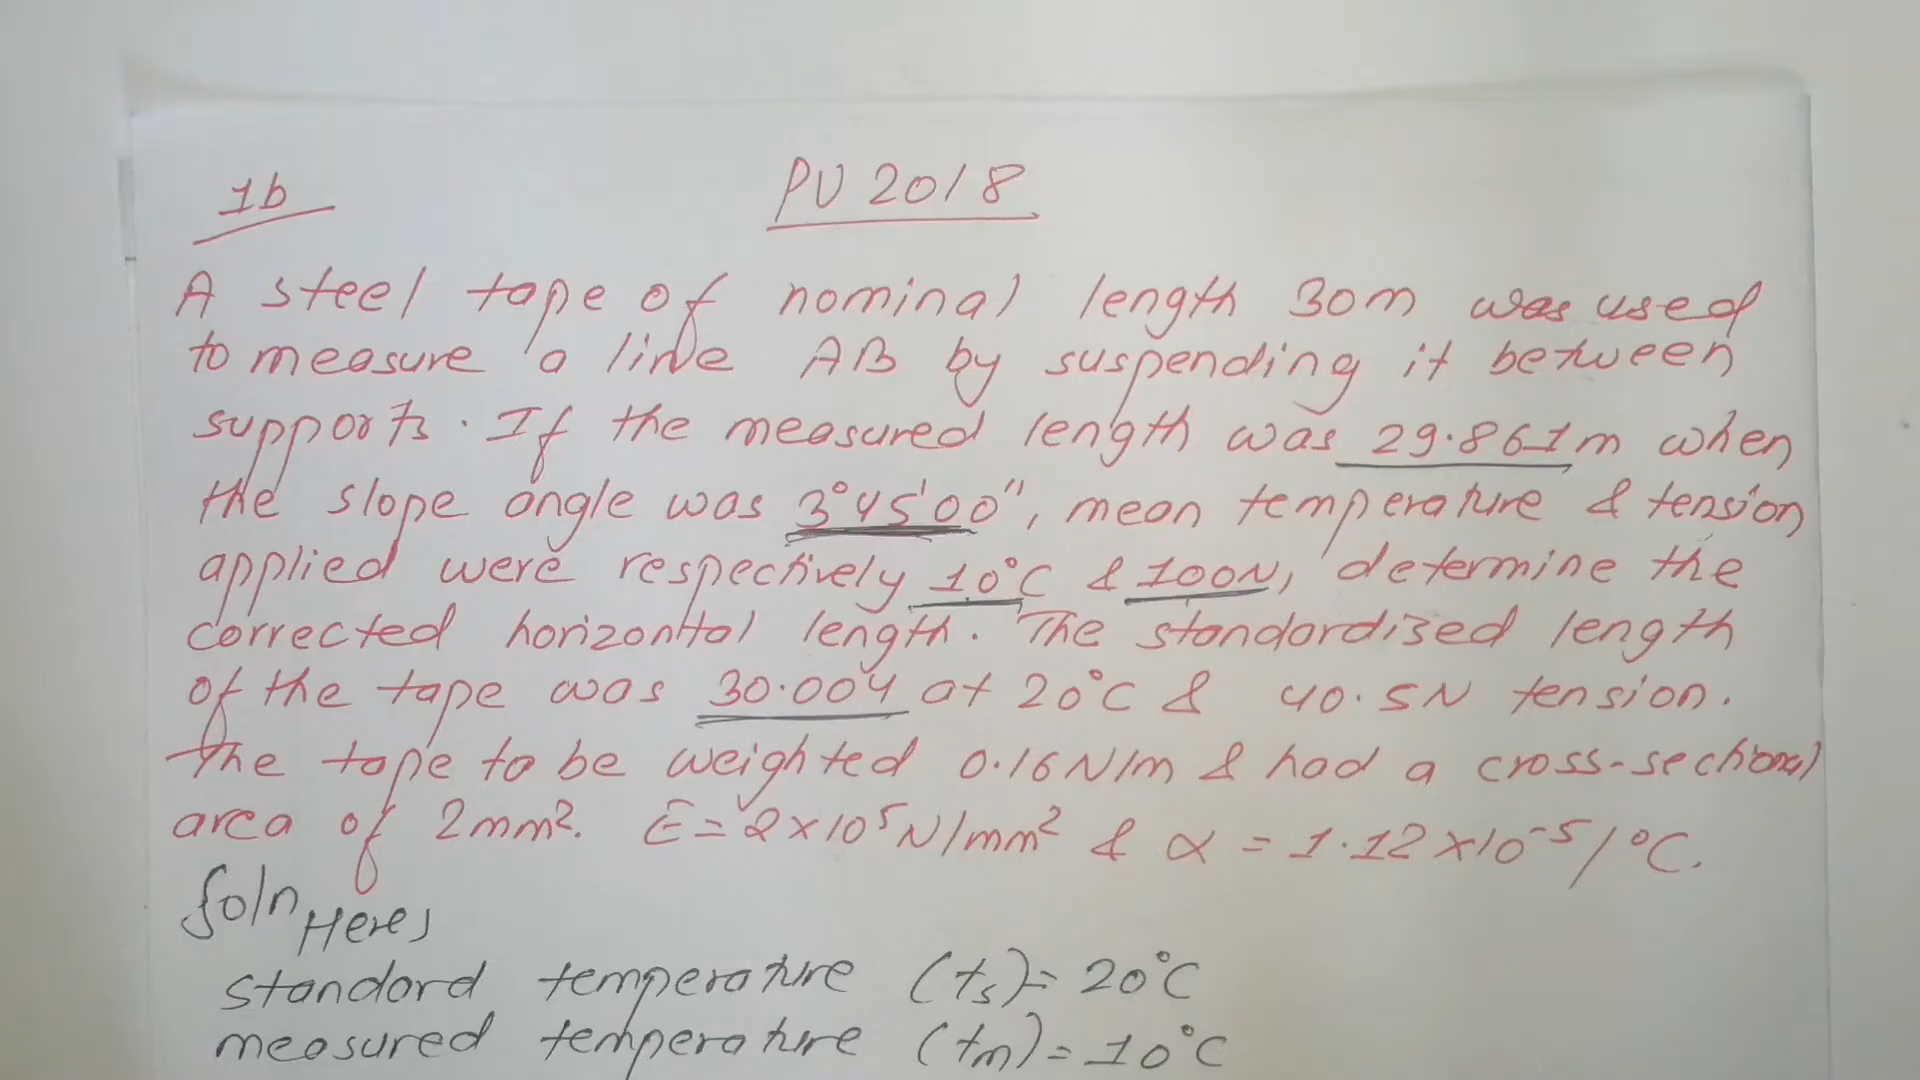 1b
PU 2018
A steel tape of nominal length 30m was used
to measure a line AB by suspending it between
supports. If the measured length was 29.861m when
the slope angle was 3°45'00", mean temperature & tension
applied were respectively 10°C & 100N, determine the
corrected horizontal length. The standardized length
of the tape was 30.004 at 20°C & 40.5N tension.
The tape to be weighted 0.16N/m & had a cross-sectional
area of 2mm². E=2×10⁵N/mm² & α = 1.12×10⁻⁵/°C.
Soln Here,
standard temperature (ts)= 20°C
measured temperature (tm)= 10°C